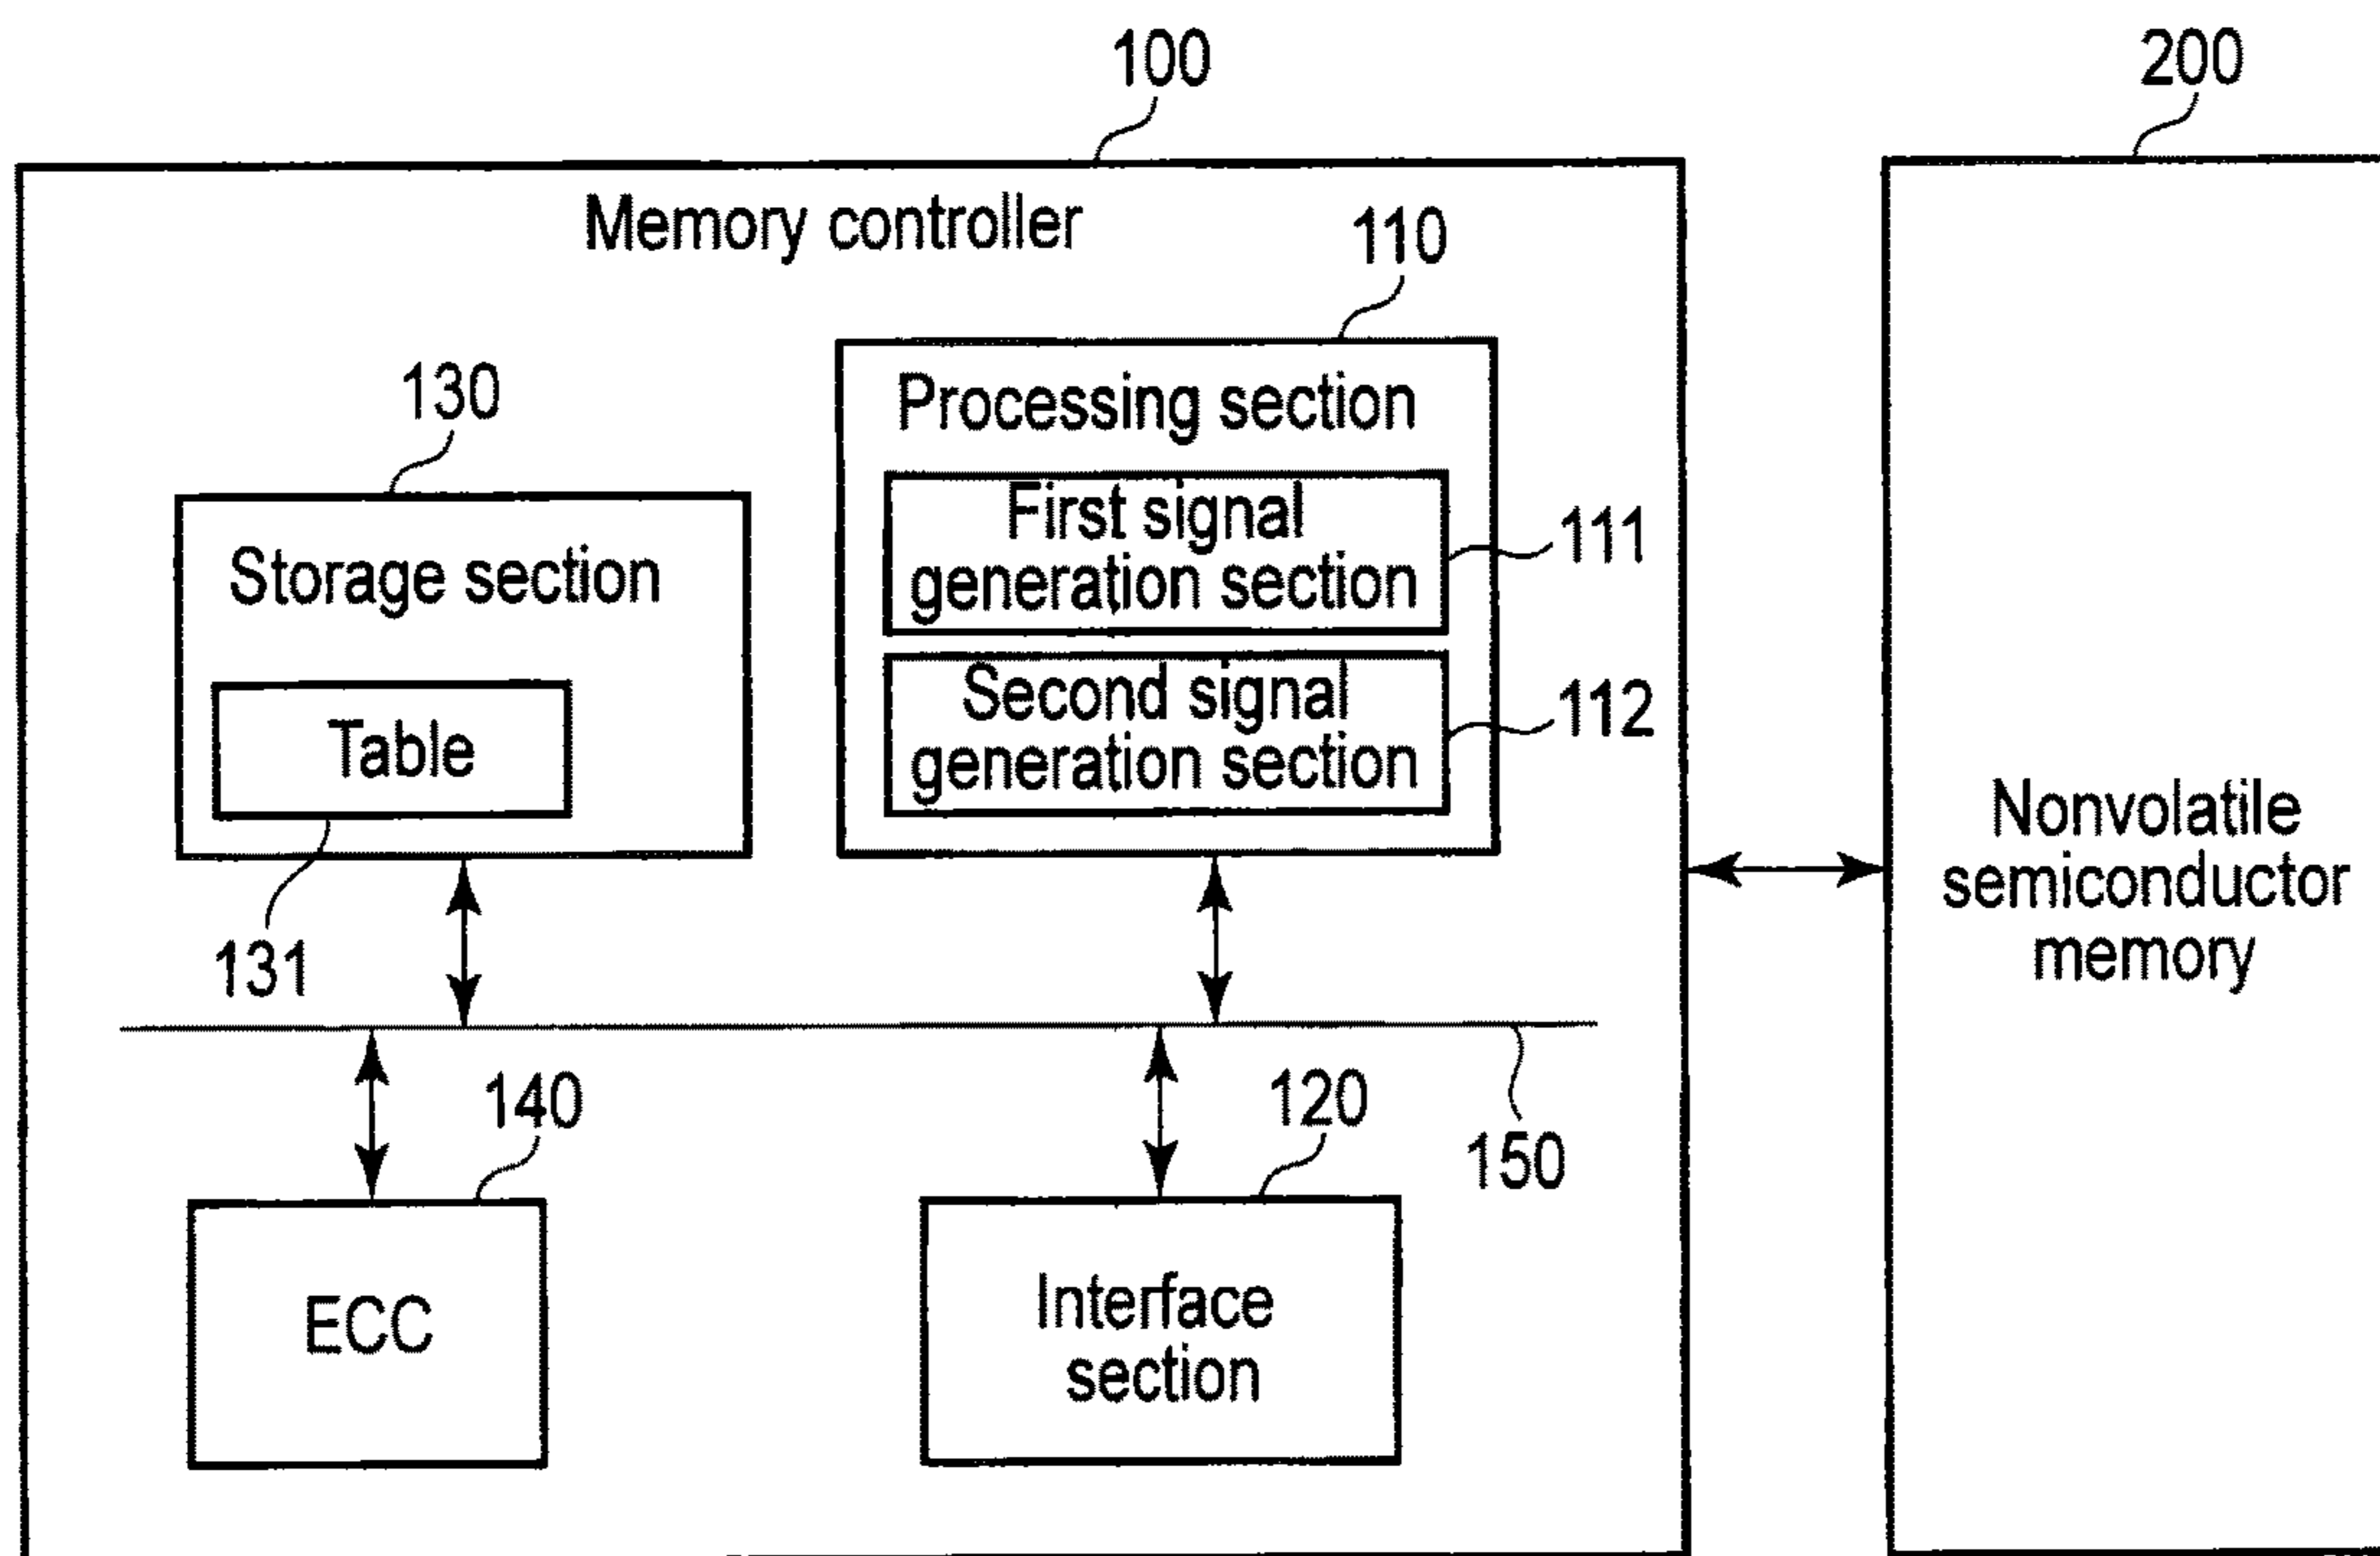 100
200
Memory controller
110
130
Processing section
Storage section
First signal
generation section
111
Second signal
generation section
112
Table
131
Nonvolatile
semiconductor
memory
140
120
150
ECC
Interface
section